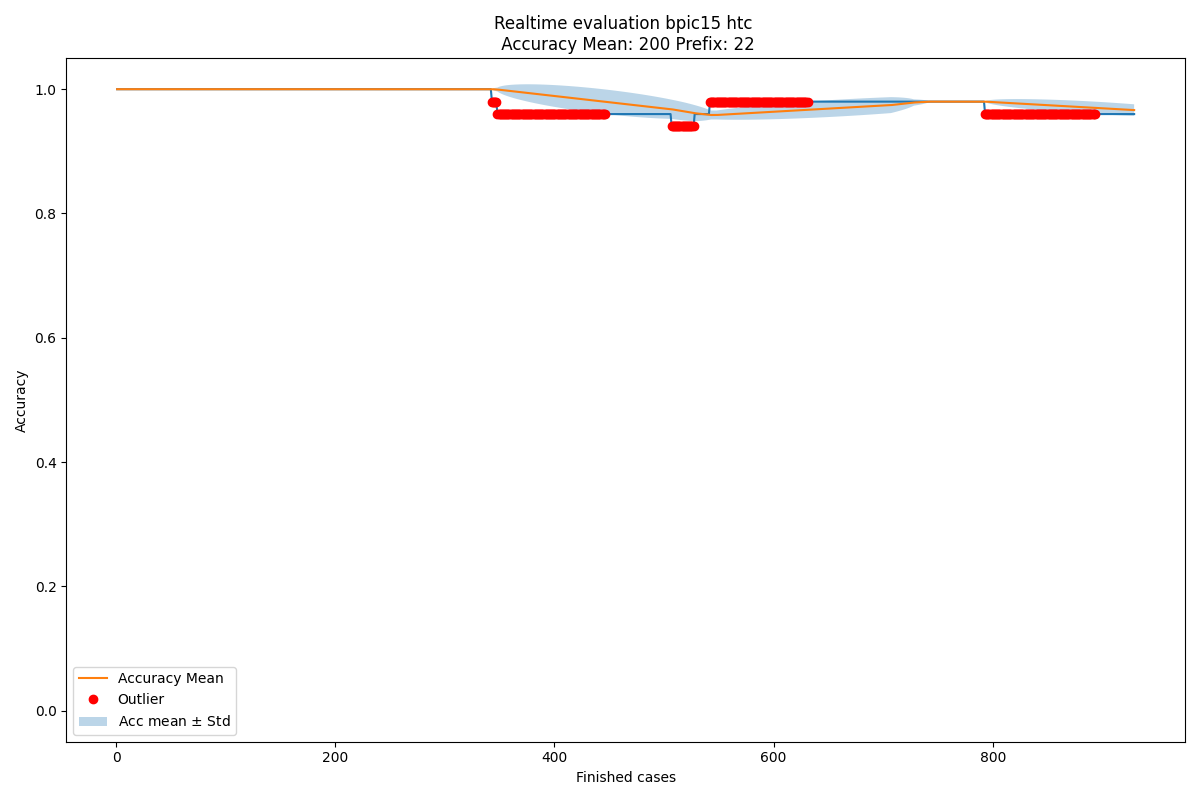 Realtime evaluation bpic15 htc
Accuracy Mean: 200 Prefix: 22
Accuracy
1.0
0.8
0.6
0.4
0.2
0.0
Accuracy Mean
Outlier
Acc mean ± Std
0
200
400
600
800
Finished cases